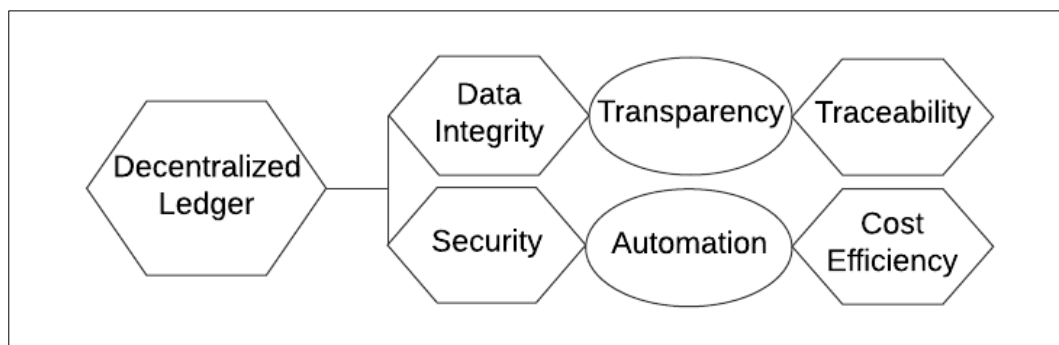 Decentralized
Ledger
Data
Integrity
Transparency
Traceability
Security
Automation
Cost
Efficiency